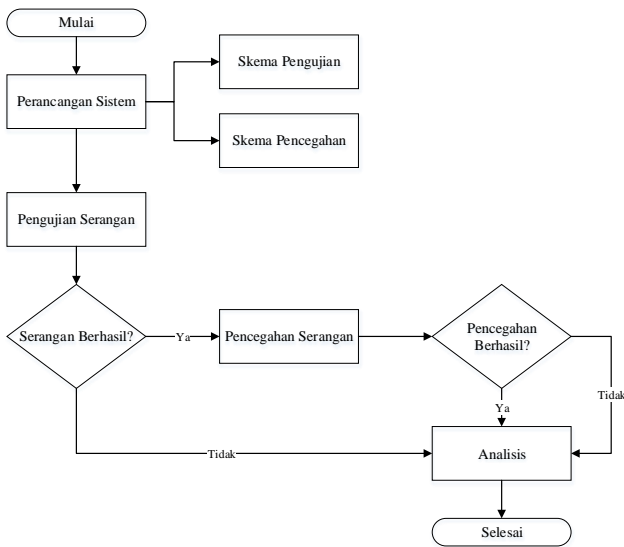 Mulai
Perancangan Sistem
Skema Pengujian
Skema Pencegahan
Pengujian Serangan
Serangan Berhasil?
Ya
Pencegahan Serangan
Pencegahan
Berhasil?
Tidak
Ya
Tidak
Analisis
Selesai